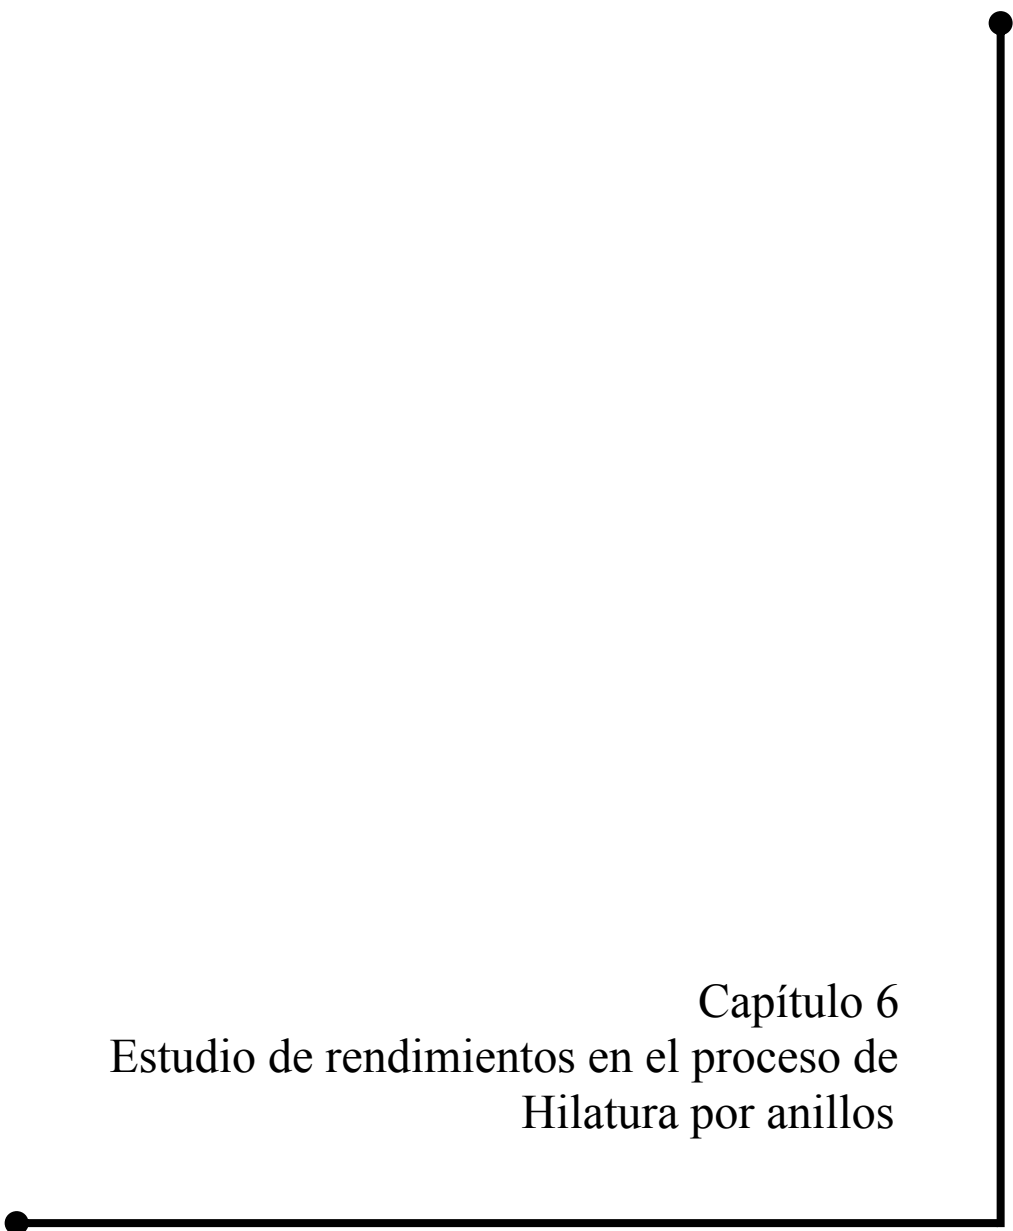 Capítulo 6
Estudio de rendimientos en el proceso de
Hilatura por anillos